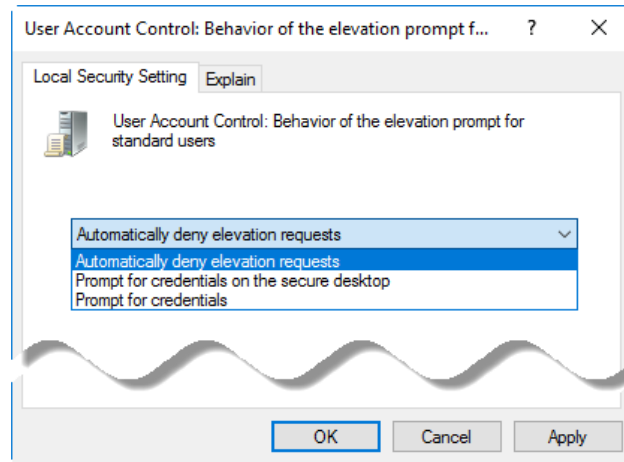 User Account Control: Behavior of the elevation prompt f... ?
Local Security Setting Explain
User Account Control: Behavior of the elevation prompt for
standard users
Automatically deny elevation requests
Automatically deny elevation requests
Prompt for credentials on the secure desktop
Prompt for credentials
OK Cancel Apply